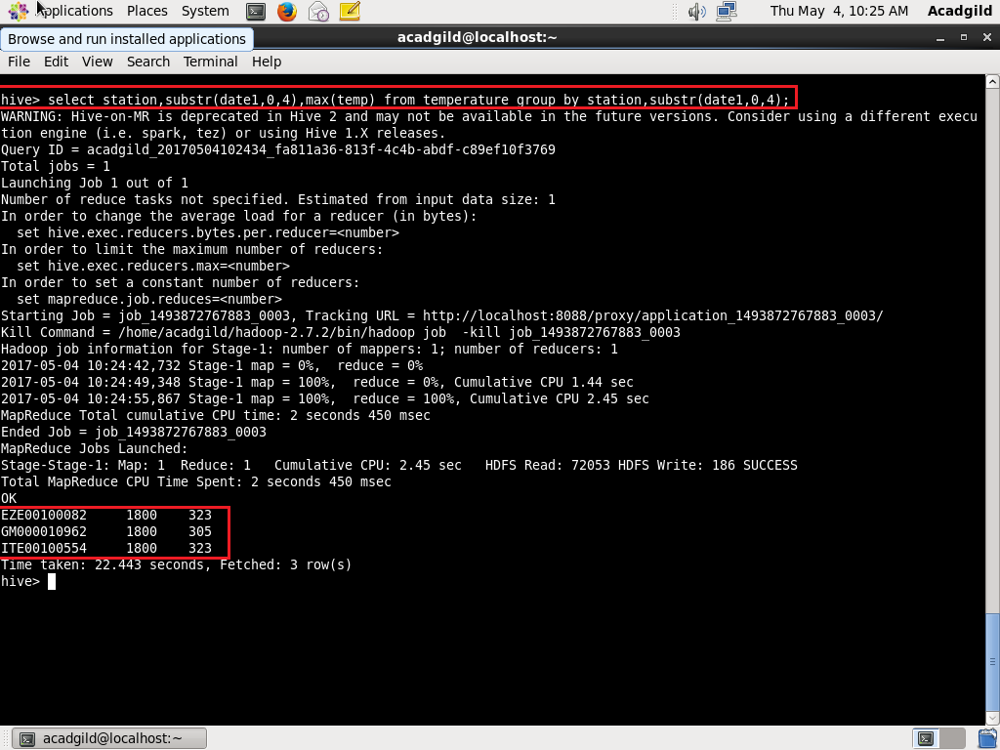 Applications Places System Thu May 4, 10:25 AM Acadgild
Browse and run installed applications
acadgild@localhost:~
File Edit View Search Terminal Help
hive> select station,substr(date1,0,4),max(temp) from temperature group by station,substr(date1,0,4);
WARNING: Hive-on-MR is deprecated in Hive 2 and may not be available in the future versions. Consider using a different execu
tion engine (i.e. spark, tez) or using Hive 1.X releases.
Query ID = acadgild_20170504102434_fa811a36-813f-4c4b-abdf-c89ef10f3769
Total jobs = 1
Launching Job 1 out of 1
Number of reduce tasks not specified. Estimated from input data size: 1
In order to change the average load for a reducer (in bytes):
  set hive.exec.reducers.bytes.per.reducer=<number>
In order to limit the maximum number of reducers:
  set hive.exec.reducers.max=<number>
In order to set a constant number of reducers:
  set mapreduce.job.reduces=<number>
Starting Job = job_1493872767883_0003, Tracking URL = http://localhost:8088/proxy/application_1493872767883_0003/
Kill Command = /home/acadgild/hadoop-2.7.2/bin/hadoop job  -kill job_1493872767883_0003
Hadoop job information for Stage-1: number of mappers: 1; number of reducers: 1
2017-05-04 10:24:42,732 Stage-1 map = 0%,  reduce = 0%
2017-05-04 10:24:49,348 Stage-1 map = 100%,  reduce = 0%, Cumulative CPU 1.44 sec
2017-05-04 10:24:55,867 Stage-1 map = 100%,  reduce = 100%, Cumulative CPU 2.45 sec
MapReduce Total cumulative CPU time: 2 seconds 450 msec
Ended Job = job_1493872767883_0003
MapReduce Jobs Launched:
Stage-Stage-1: Map: 1  Reduce: 1   Cumulative CPU: 2.45 sec   HDFS Read: 72053 HDFS Write: 186 SUCCESS
Total MapReduce CPU Time Spent: 2 seconds 450 msec
OK
EZE00100082     1800    323
GM000010962     1800    305
ITE00100554     1800    323
Time taken: 22.443 seconds, Fetched: 3 row(s)
hive>
acadgild@localhost:~